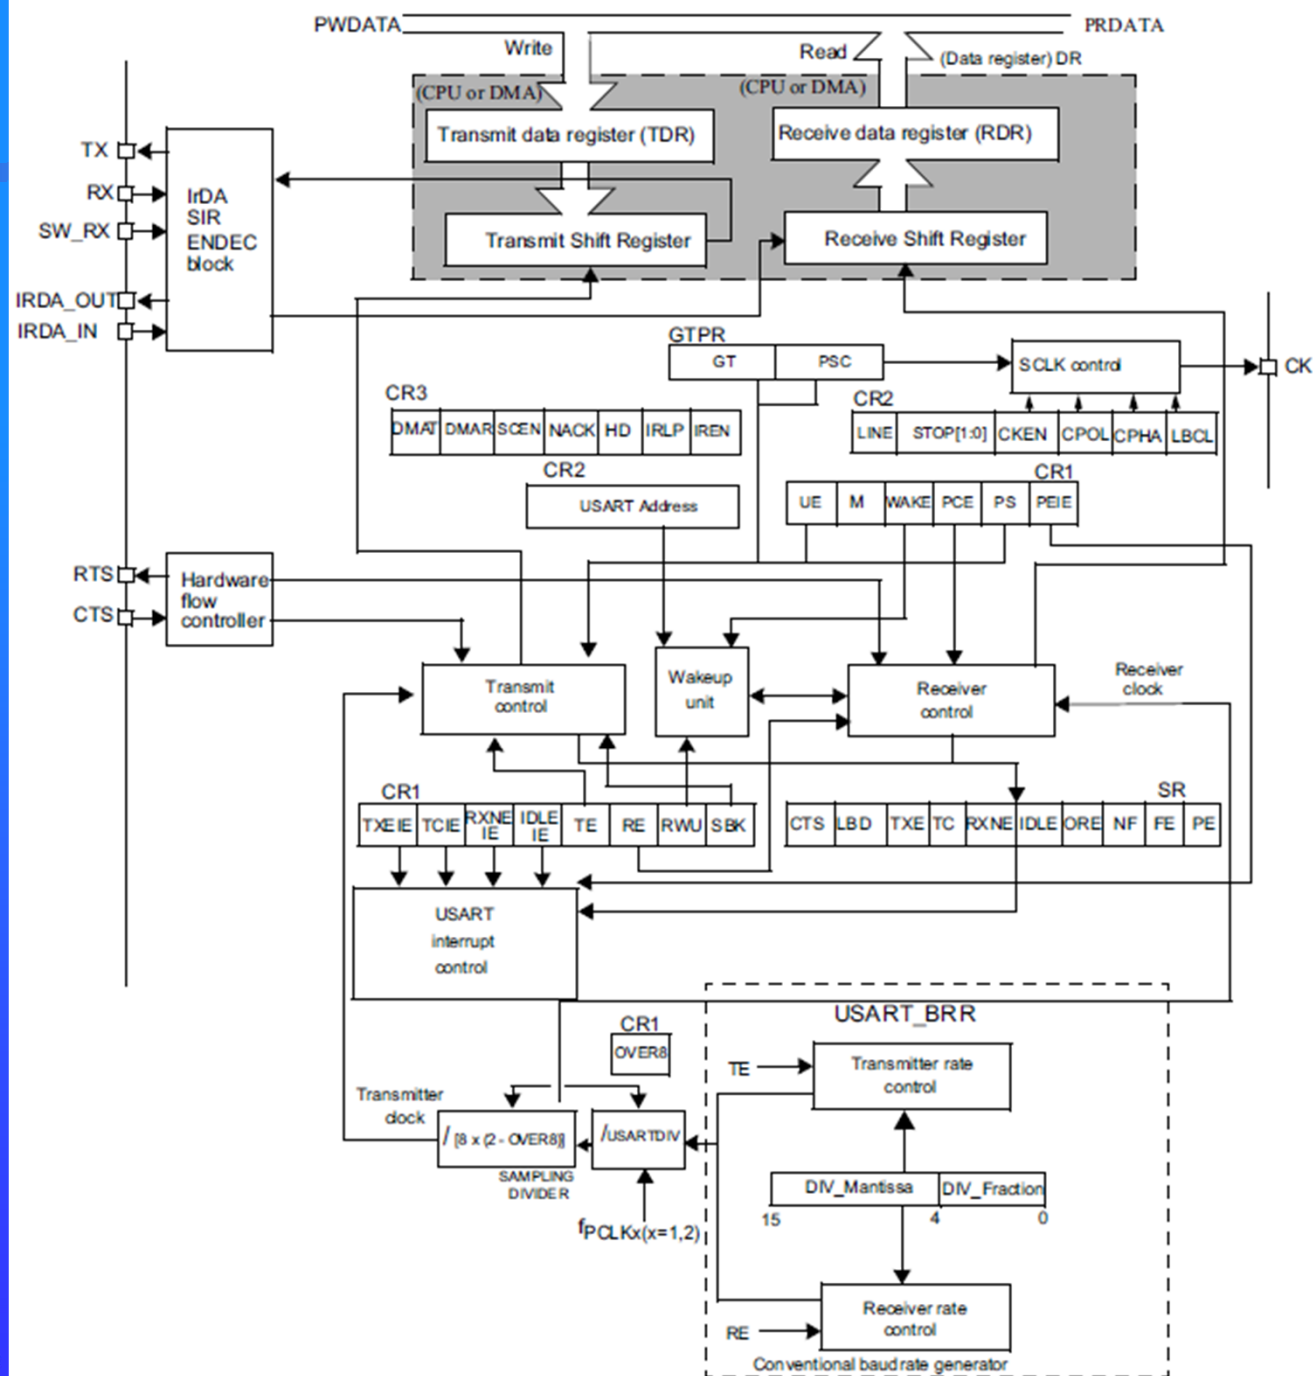 PWDATA
PRDATA
Write
Read
(Data register) DR
(CPU or DMA)
(CPU or DMA)
Transmit data register (TDR)
Receive data register (RDR)
TX
RX
SW_RX
IRDA_OUT
IRDA_IN
IrDA
SIR
ENDEC
block
Transmit Shift Register
Receive Shift Register
GTPR
GT
PSC
SCLK control
CK
CR3
DMAT DMAR SCEN NACK HD IRLP IREN
CR2
LINE STOP[1:0] CKEN CPOL CPHA LBCL
CR2
USART Address
CR1
UE M WAKE PCE PS PEIE
RTS
CTS
Hardware
flow
controller
Transmit
control
Wakeup
unit
Receiver
control
Receiver
clock
CR1
TXEIE TCIE RXNE
IE IDLE
IE TE RE RWU SBK
SR
CTS LBD TXE TC RXNE IDLE ORE NF FE PE
USART
interrupt
control
CR1
OVER8
USART_BRR
TE
Transmitter rate
control
Transmitter
clock
/ [8 x (2 - OVER8)]
/USARTDIV
SAMPLING
DIVIDER
fPCLKx(x=1,2)
DIV_Mantissa DIV_Fraction
15 4 0
RE
Receiver rate
control
Conventional baud rate generator